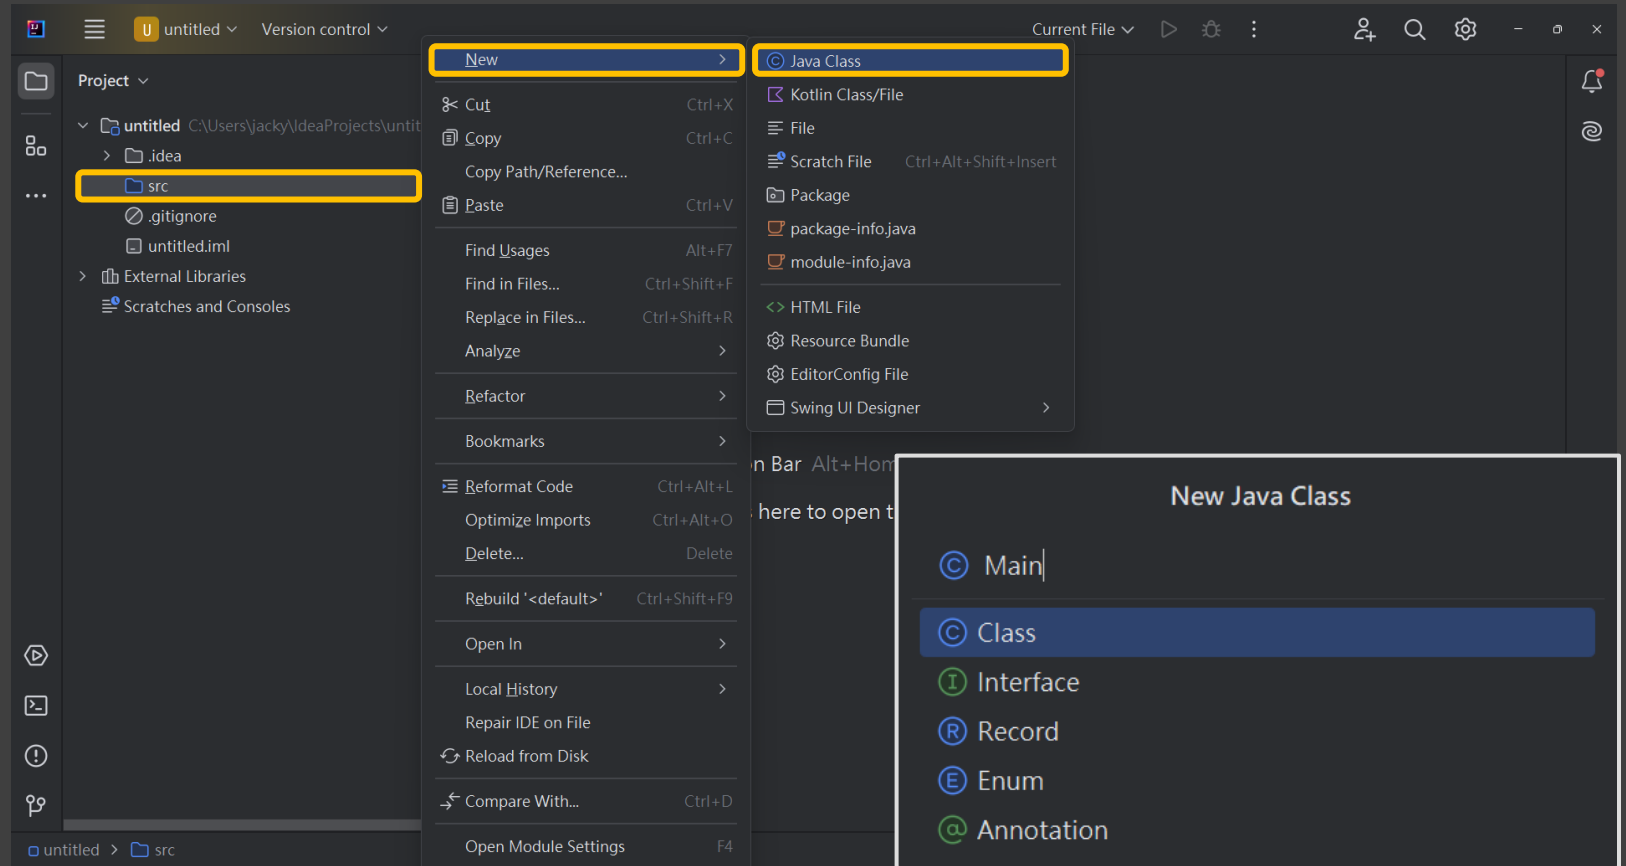 U untitled
Version control
Current File
Project
untitled C:\Users\jacky\IdeaProjects\untit
.idea
src
.gitignore
untitled.iml
External Libraries
Scratches and Consoles
New
Cut Ctrl+X
Copy Ctrl+C
Copy Path/Reference...
Paste Ctrl+V
Find Usages Alt+F7
Find in Files... Ctrl+Shift+F
Replace in Files... Ctrl+Shift+R
Analyze
Refactor
Bookmarks
Reformat Code Ctrl+Alt+L
Optimize Imports Ctrl+Alt+O
Delete... Delete
Rebuild '<default>' Ctrl+Shift+F9
Open In
Local History
Repair IDE on File
Reload from Disk
Compare With... Ctrl+D
Open Module Settings F4
Java Class
Kotlin Class/File
File
Scratch File Ctrl+Alt+Shift+Insert
Package
package-info.java
module-info.java
HTML File
Resource Bundle
EditorConfig File
Swing UI Designer
n Bar Alt+Hom
here to open t
New Java Class
Main
Class
Interface
Record
Enum
Annotation
untitled > src